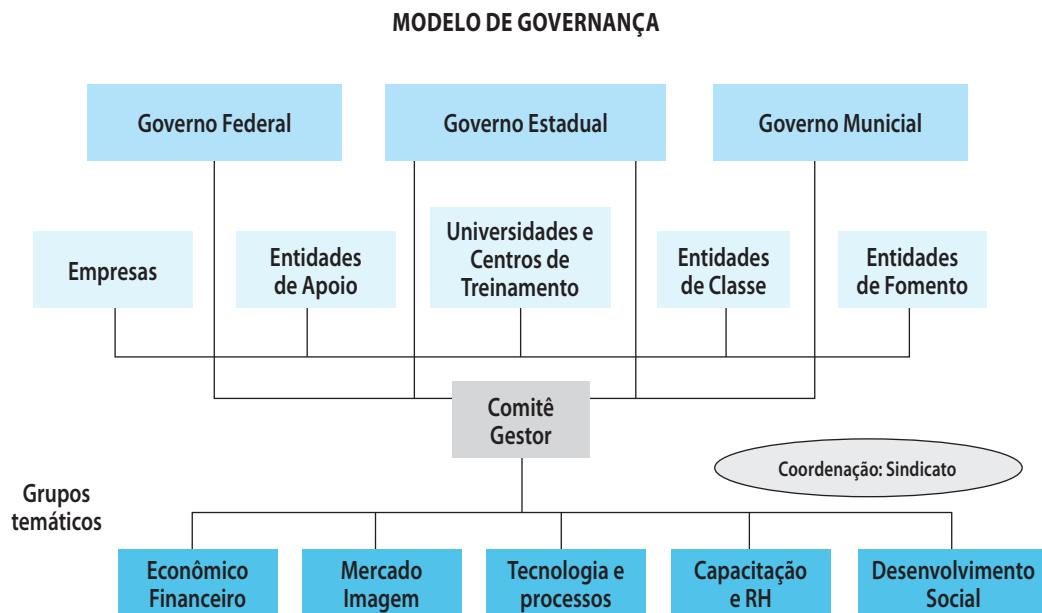 MODELO DE GOVERNANÇA
Governo Federal
Governo Estadual
Governo Municial
Empresas
Entidades
de Apoio
Universidades e
Centros de
Treinamento
Entidades
de Classe
Entidades
de Fomento
Comitê
Gestor
Coordenação: Sindicato
Grupos
temáticos
Econômico
Financeiro
Mercado
Imagem
Tecnologia e
processos
Capacitação
e RH
Desenvolvimento
Social